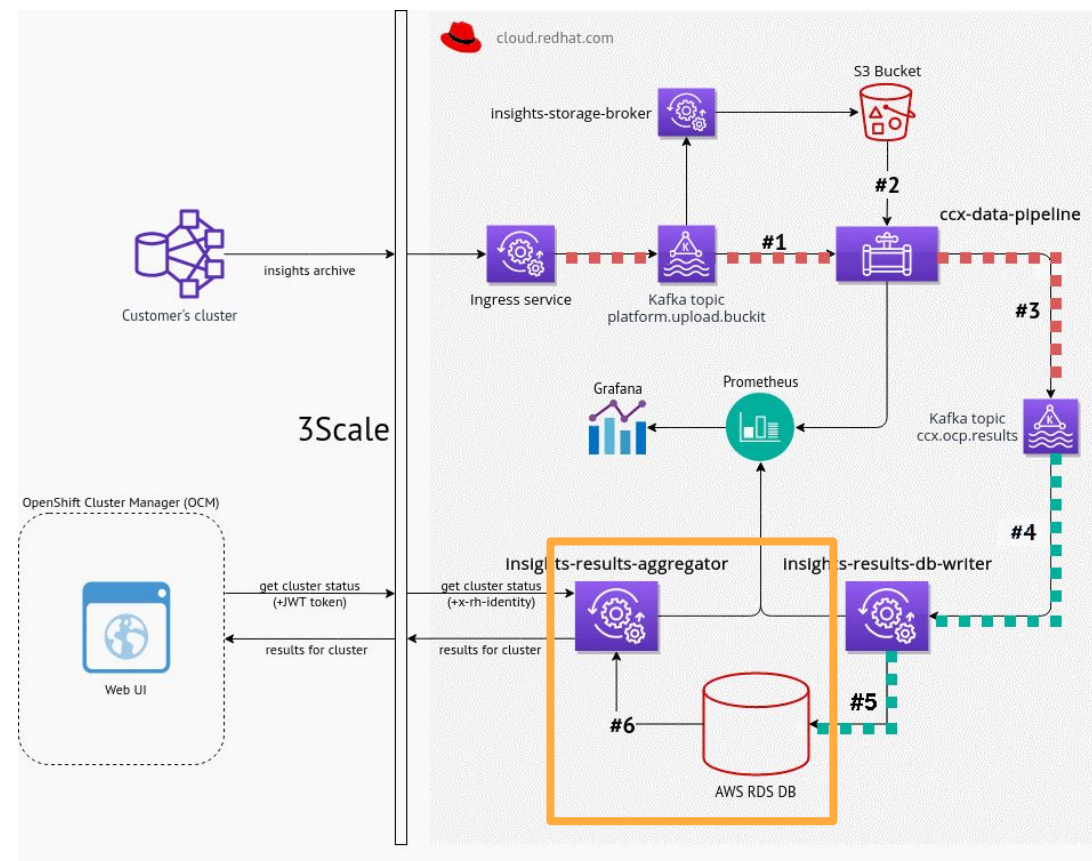 cloud.redhat.com
S3 Bucket
insights-storage-broker
#2
ccx-data-pipeline
#1
insights archive
Ingress service
Kafka topic
platform.upload.buckit
Customer's cluster
#3
Grafana
Prometheus
Kafka topic
ccx.ocp.results
3Scale
OpenShift Cluster Manager (OCM)
#4
insights-results-aggregator
insights-results-db-writer
get cluster status
(+JWT token)
get cluster status
(+x-rh-identity)
results for cluster
results for cluster
Web UI
#5
#6
AWS RDS DB